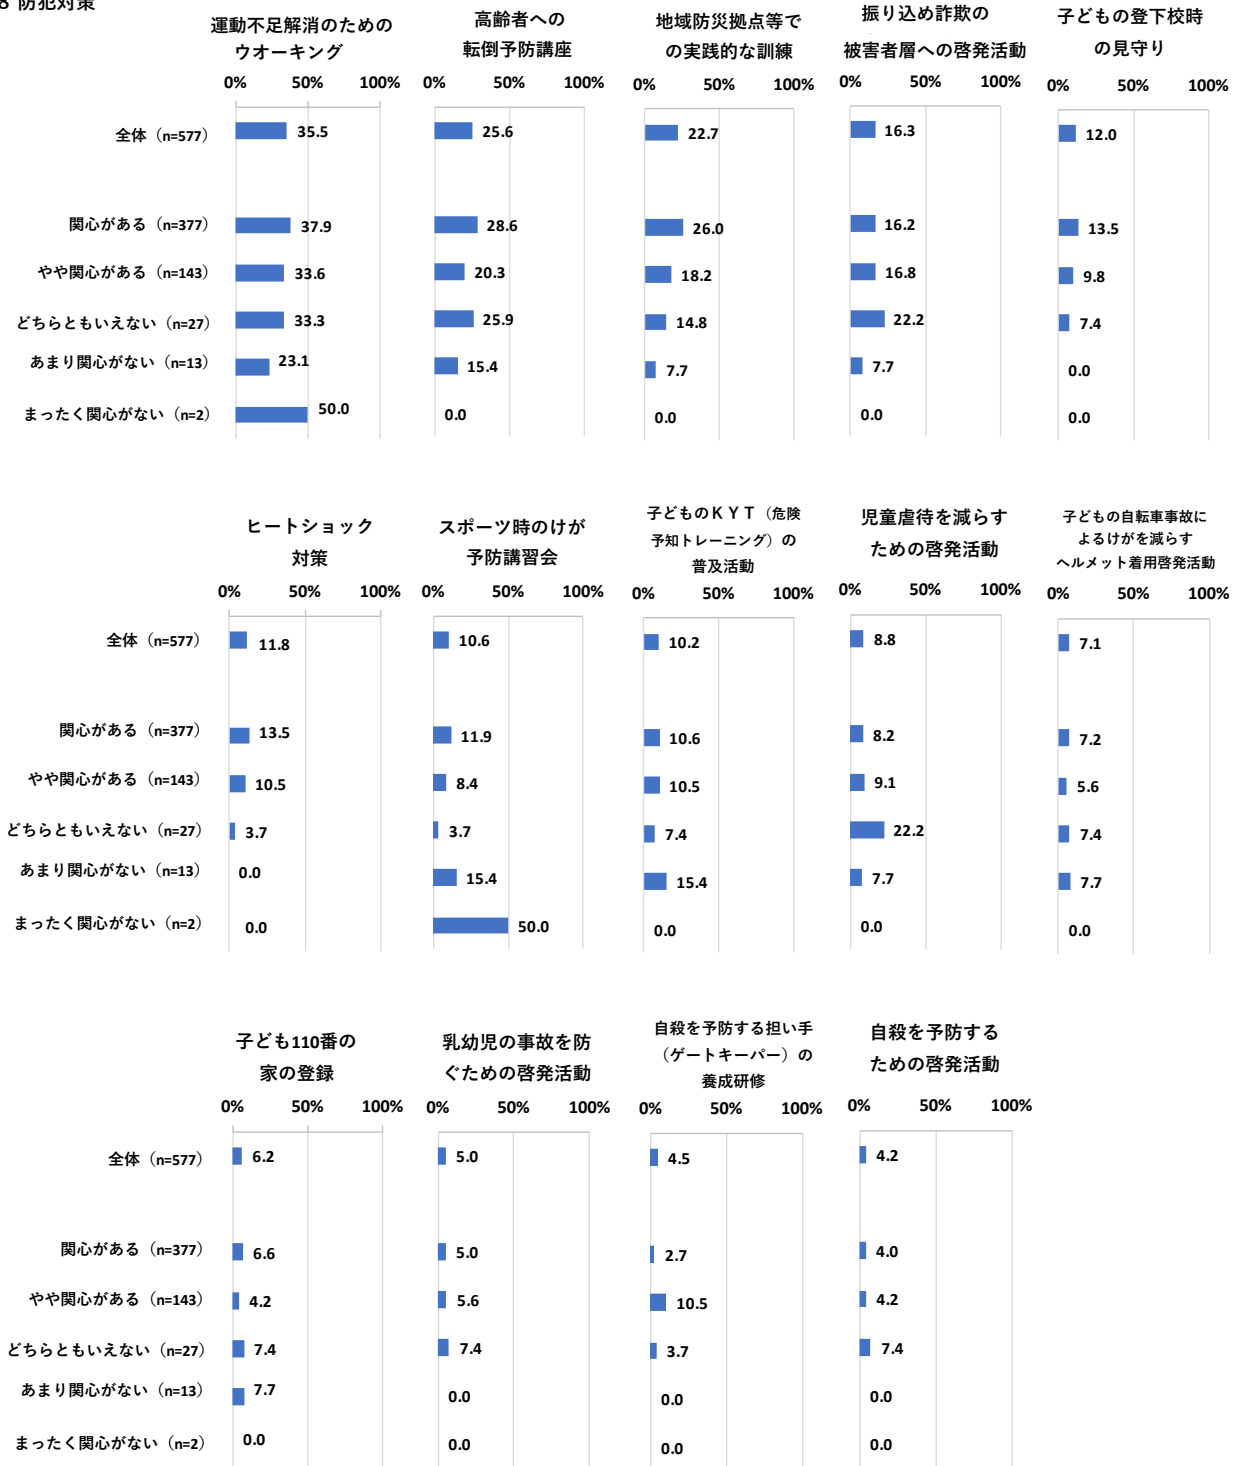 8 防犯対策
運動不足解消のための
ウオーキング
高齢者への
転倒予防講座
地域防災拠点等で
の実践的な訓練
振り込め詐欺の
被害者層への啓発活動
子どもの登下校時
の見守り
0% 50% 100% 0% 50% 100% 0% 50% 100% 0% 50% 100% 0% 50% 100%
全体（n=577） 35.5 25.6 22.7 16.3 12.0
関心がある（n=377） 37.9 28.6 26.0 16.2 13.5
やや関心がある（n=143） 33.6 20.3 18.2 16.8 9.8
どちらともいえない（n=27） 33.3 25.9 14.8 22.2 7.4
あまり関心がない（n=13） 23.1 15.4 7.7 7.7 0.0
まったく関心がない（n=2） 50.0 0.0 0.0 0.0 0.0
ヒートショック
対策
スポーツ時のけが
予防講習会
子どものＫＹＴ（危険
予知トレーニング）の
普及活動
児童虐待を減らす
ための啓発活動
子どもの自転車事故に
よるけがを減らす
ヘルメット着用啓発活動
0% 50% 100% 0% 50% 100% 0% 50% 100% 0% 50% 100% 0% 50% 100%
全体（n=577） 11.8 10.6 10.2 8.8 7.1
関心がある（n=377） 13.5 11.9 10.6 8.2 7.2
やや関心がある（n=143） 10.5 8.4 10.5 9.1 5.6
どちらともいえない（n=27） 3.7 3.7 7.4 22.2 7.4
あまり関心がない（n=13） 0.0 15.4 15.4 7.7 7.7
まったく関心がない（n=2） 0.0 50.0 0.0 0.0 0.0
子ども110番の
家の登録
乳幼児の事故を防
ぐための啓発活動
自殺を予防する担い手
（ゲートキーパー）の
養成研修
自殺を予防する
ための啓発活動
0% 50% 100% 0% 50% 100% 0% 50% 100% 0% 50% 100%
全体（n=577） 6.2 5.0 4.5 4.2
関心がある（n=377） 6.6 5.0 2.7 4.0
やや関心がある（n=143） 4.2 5.6 10.5 4.2
どちらともいえない（n=27） 7.4 7.4 3.7 7.4
あまり関心がない（n=13） 7.7 0.0 0.0 0.0
まったく関心がない（n=2） 0.0 0.0 0.0 0.0